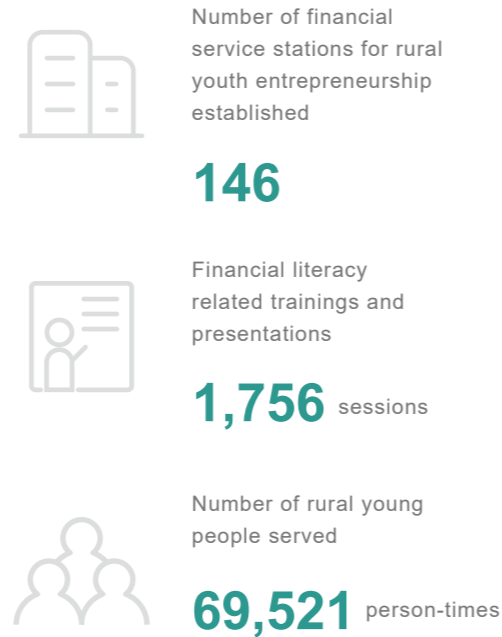 Number of financial
service stations for rural
youth entrepreneurship
established
146
Financial literacy
related trainings and
presentations
1,756 sessions
Number of rural young
people served
69,521 person-times